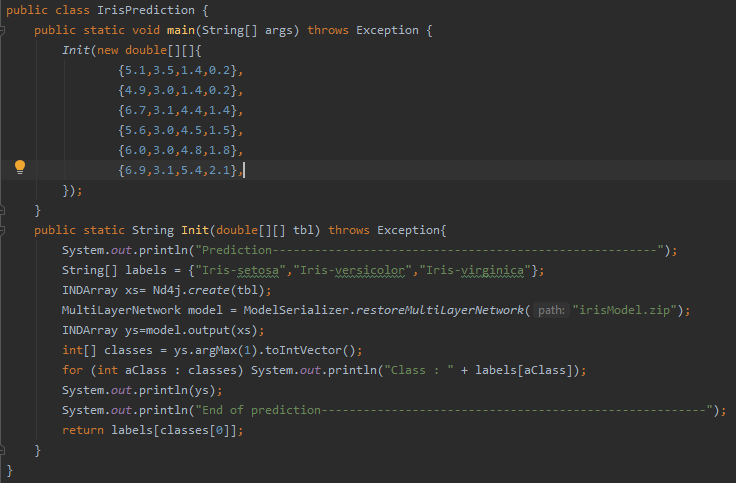 public class IrisPrediction {
    public static void main(String[] args) throws Exception {
        Init(new double[][]{
                {5.1,3.5,1.4,0.2},
                {4.9,3.0,1.4,0.2},
                {6.7,3.1,4.4,1.4},
                {5.6,3.0,4.5,1.5},
                {6.0,3.0,4.8,1.8},
                {6.9,3.1,5.4,2.1},
        });
    }
    public static String Init(double[][] tbl) throws Exception{
        System.out.println("Prediction-------------------------------------------------------");
        String[] labels = {"Iris-setosa","Iris-versicolor","Iris-virginica"};
        INDArray xs= Nd4j.create(tbl);
        MultiLayerNetwork model = ModelSerializer.restoreMultiLayerNetwork( path: "irisModel.zip");
        INDArray ys=model.output(xs);
        int[] classes = ys.argMax(1).toIntVector();
        for (int aClass : classes) System.out.println("Class : " + labels[aClass]);
        System.out.println(ys);
        System.out.println("End of prediction-------------------------------------------------------");
        return labels[classes[0]];
    }
}